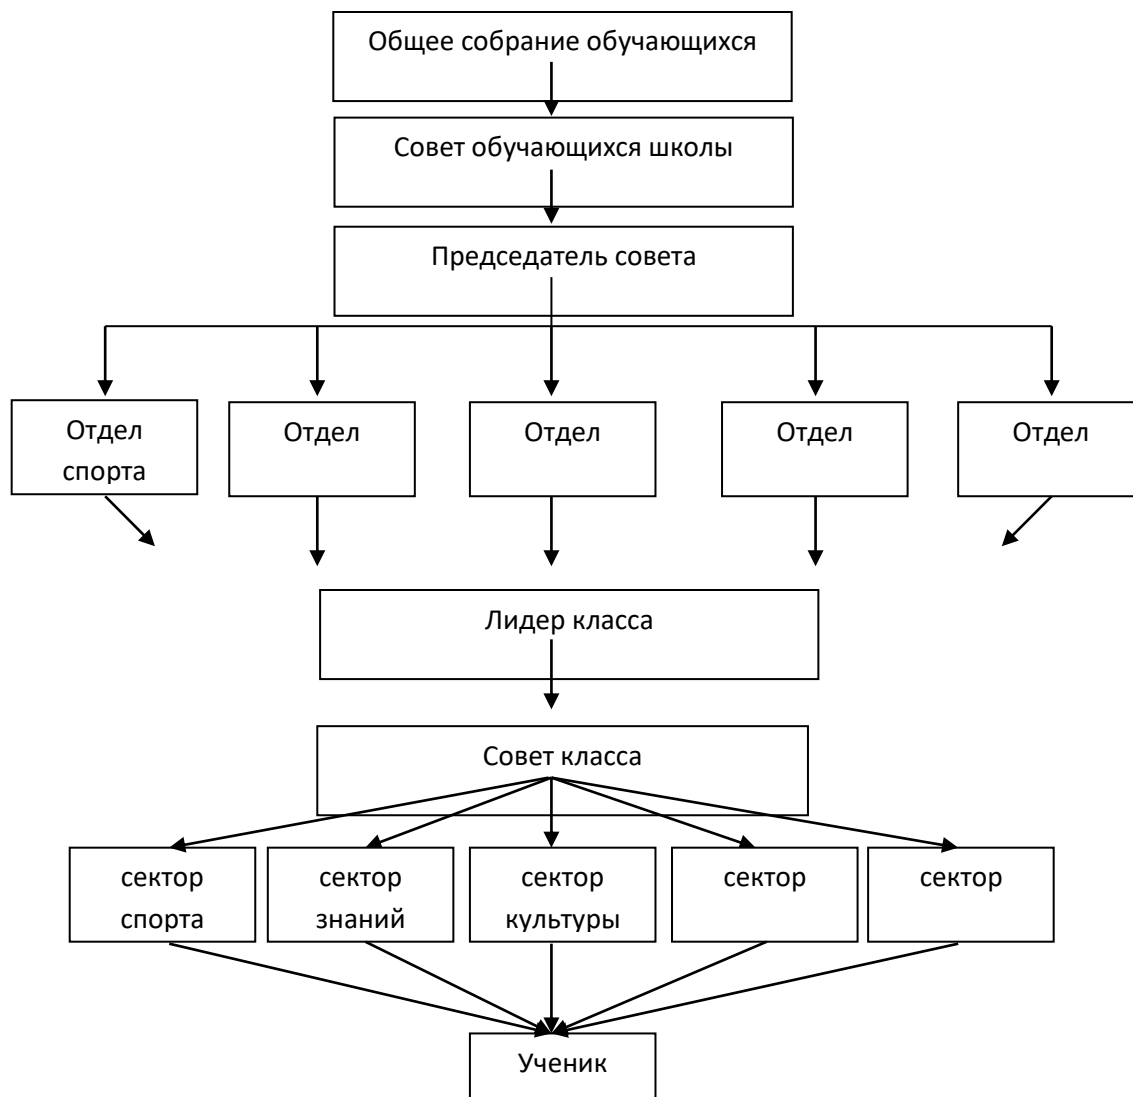 Общее собрание обучающихся
Совет обучающихся школы
Председатель совета
Отдел
спорта
Отдел
Отдел
Отдел
Отдел
Лидер класса
Совет класса
сектор
спорта
сектор
знаний
сектор
культуры
сектор
сектор
Ученик